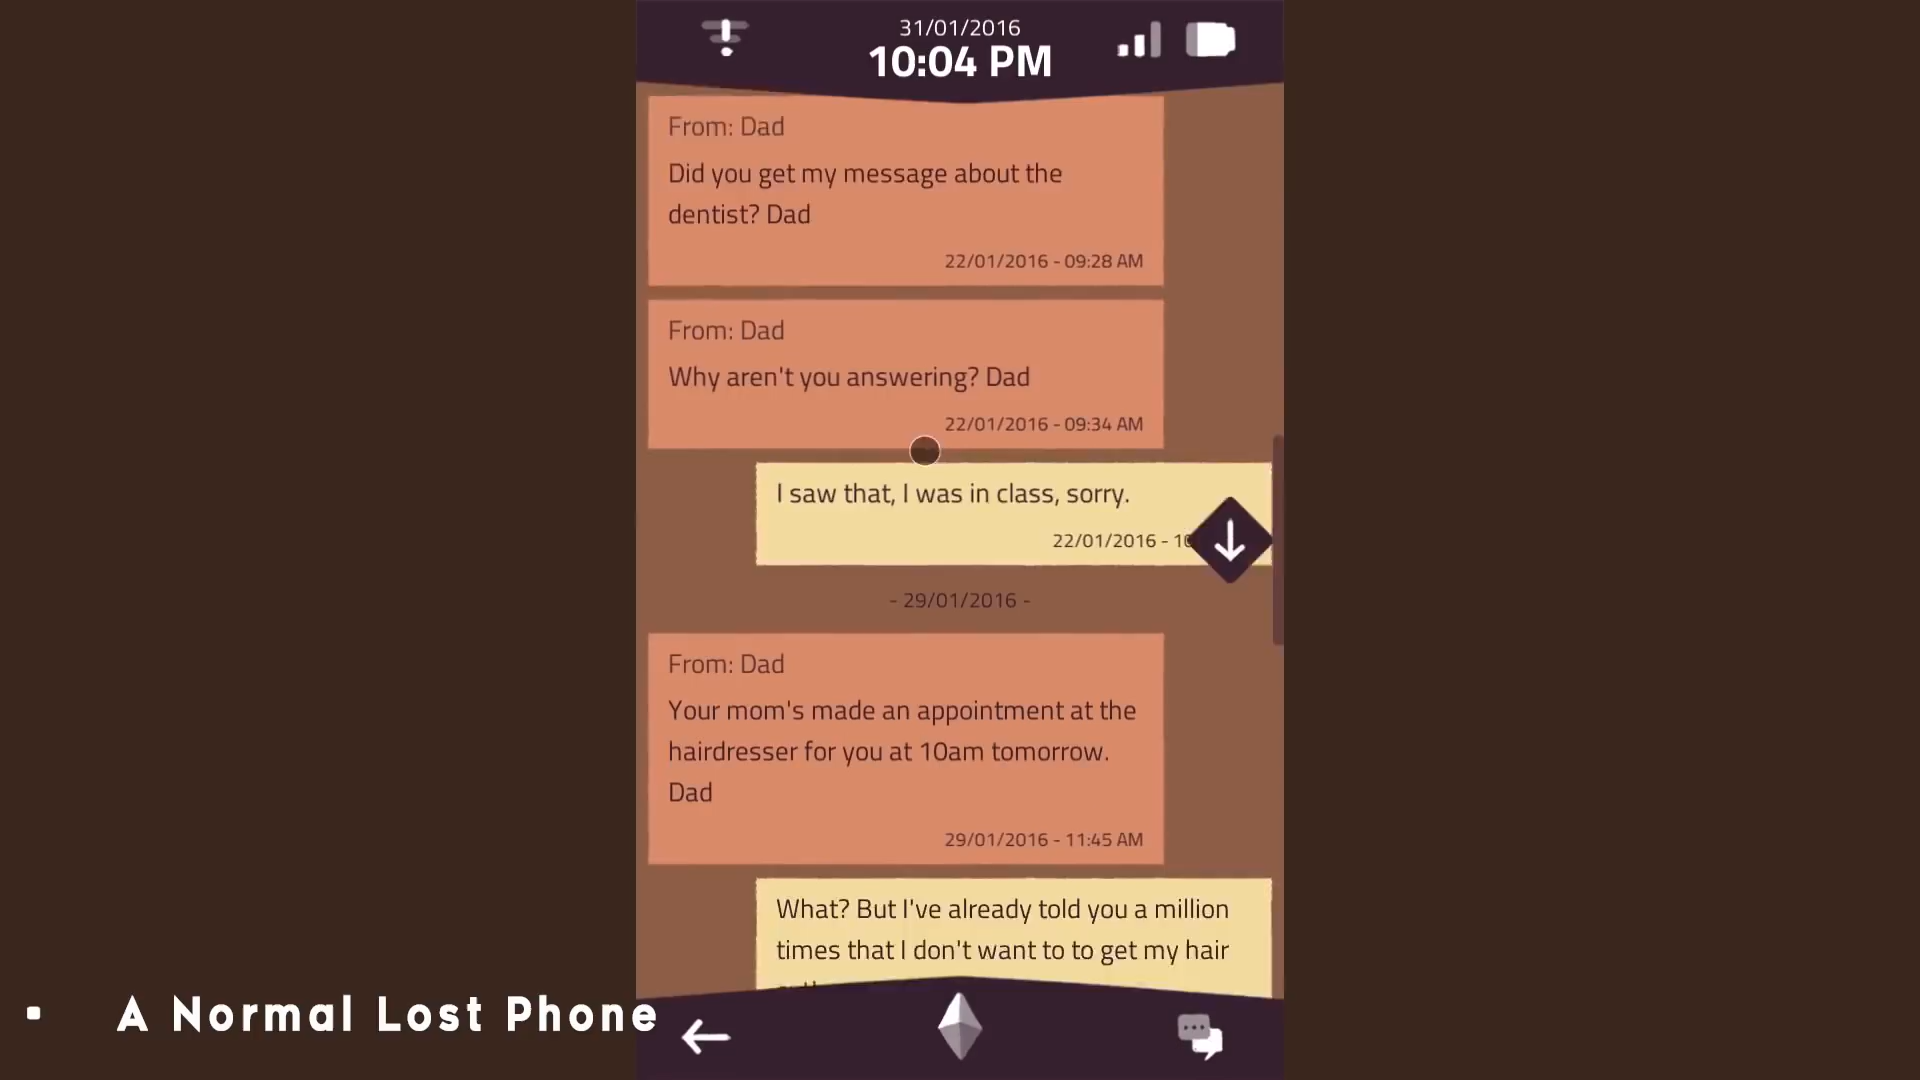 31/01/2016
10:04 PM
From: Dad
Did you get my message about the
dentist? Dad
22/01/2016 - 09:28 AM
From: Dad
Why aren't you answering? Dad
22/01/2016 - 09:34 AM
I saw that, I was in class, sorry.
22/01/2016 - 10
- 29/01/2016 -
From: Dad
Your mom's made an appointment at the
hairdresser for you at 10am tomorrow.
Dad
29/01/2016 - 11:45 AM
What? But I've already told you a million
times that I don't want to to get my hair
A Normal Lost Phone